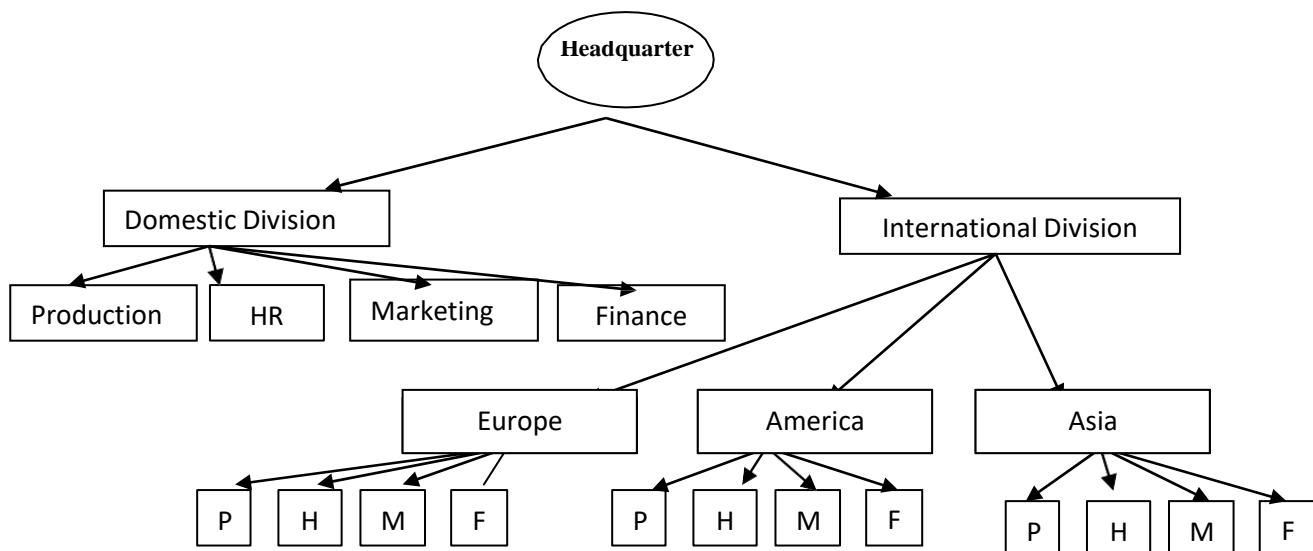 Headquarter
Domestic Division
International Division
Production
HR
Marketing
Finance
Europe
America
Asia
P
H
M
F
P
H
M
F
P
H
M
F